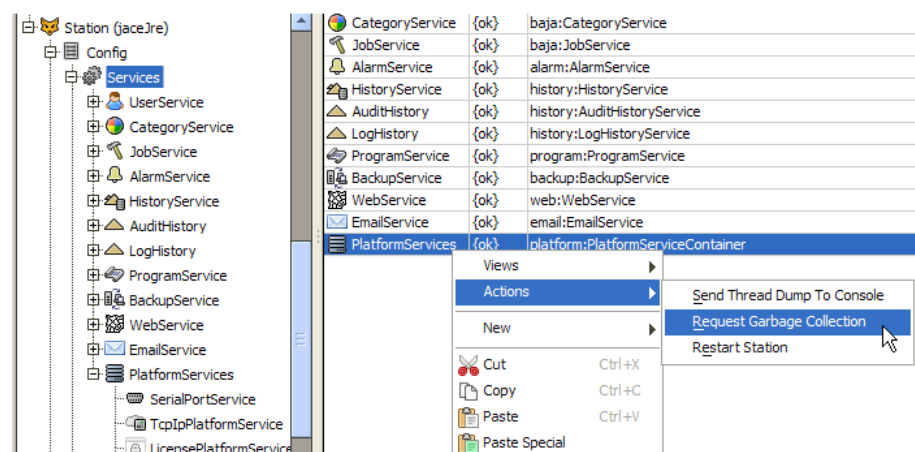 Station (jaceJre)
Config
Services
UserService
CategoryService
JobService
AlarmService
HistoryService
AuditHistory
LogHistory
ProgramService
BackupService
WebService
EmailService
PlatformServices
SerialPortService
TcpIpPlatformService
LicensePlatformService
CategoryService {ok} baja:CategoryService
JobService {ok} baja:JobService
AlarmService {ok} alarm:AlarmService
HistoryService {ok} history:HistoryService
AuditHistory {ok} history:AuditHistoryService
LogHistory {ok} history:LogHistoryService
ProgramService {ok} program:ProgramService
BackupService {ok} backup:BackupService
WebService {ok} web:WebService
EmailService {ok} email:EmailService
PlatformServices {ok} platform:PlatformServiceContainer
Views
Actions
New
Cut Ctrl+X
Copy Ctrl+C
Paste Ctrl+V
Paste Special
Send Thread Dump To Console
Request Garbage Collection
Restart Station